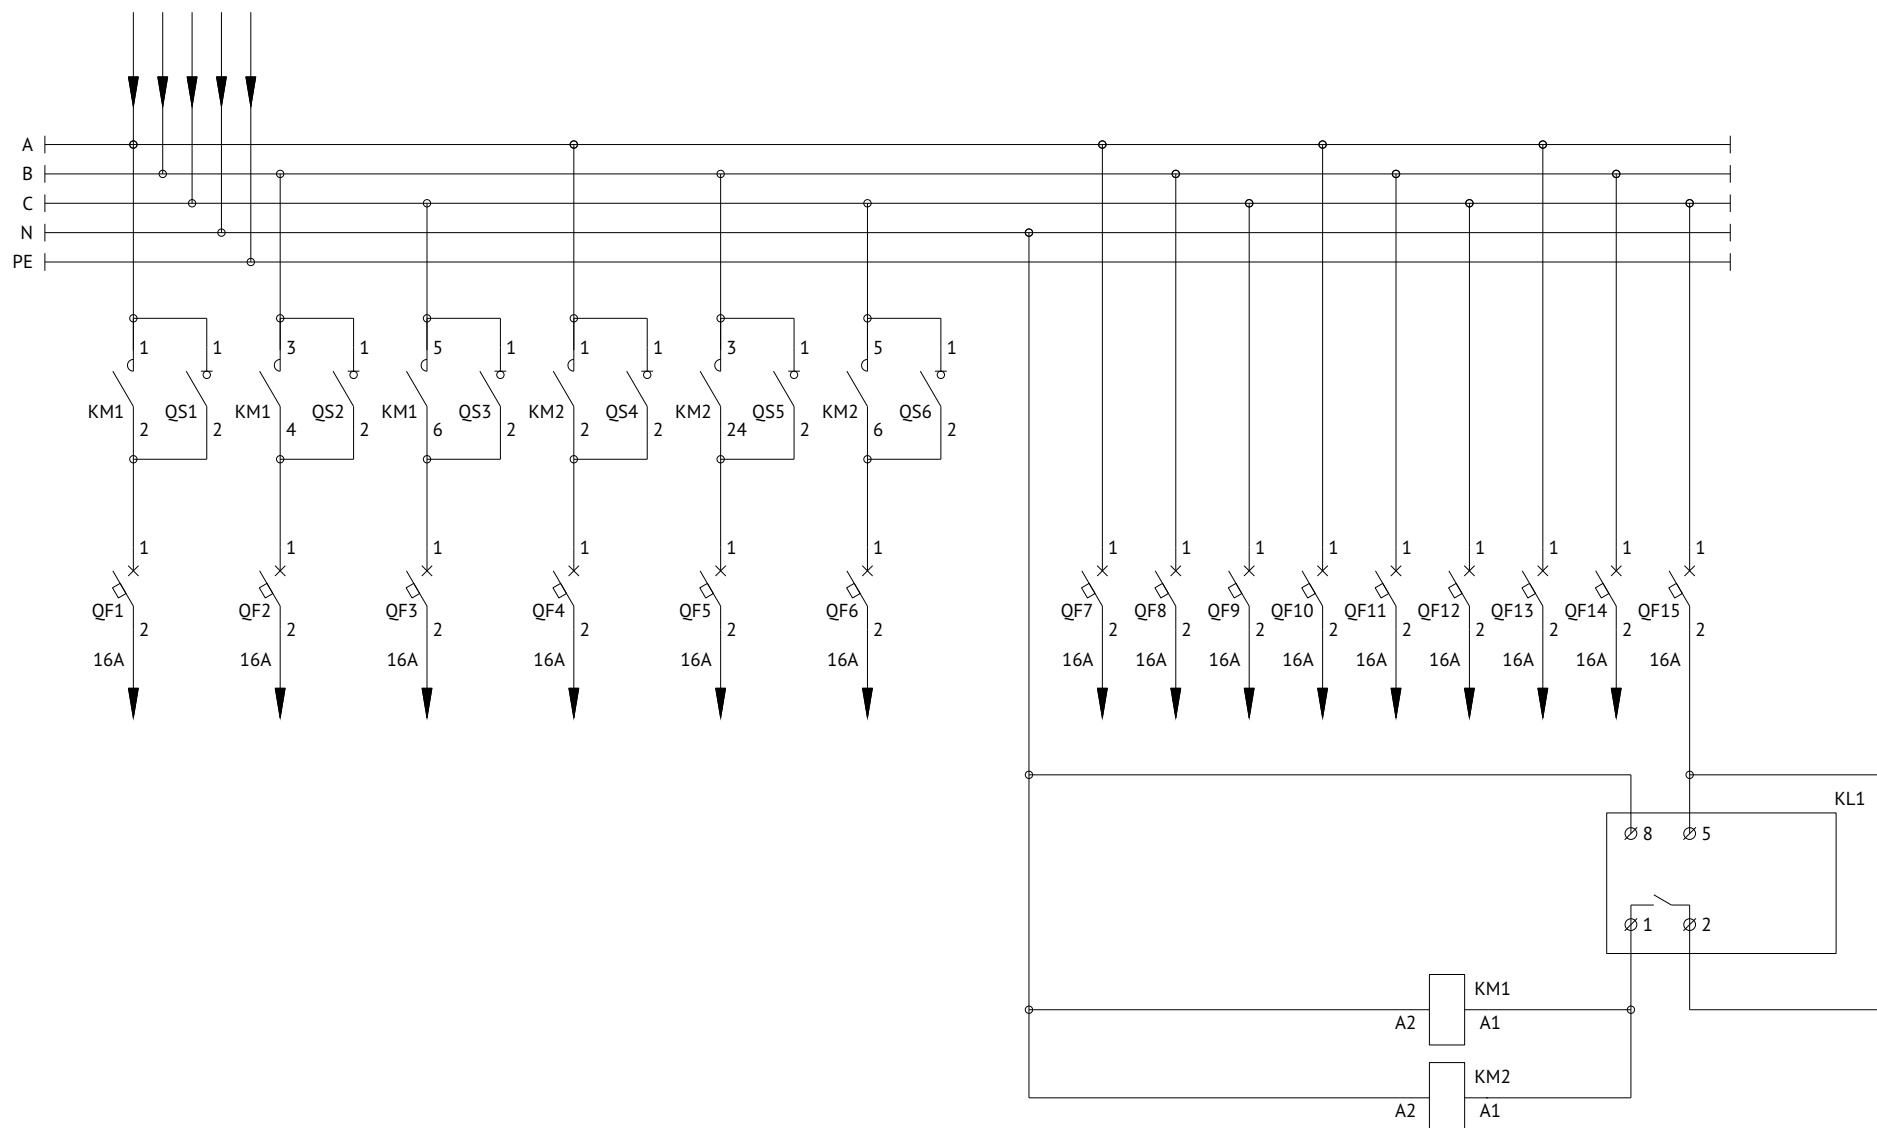 A
B
C
N
PE
1 1 3 1 5 1 1 1 3 1 5 1
KM1 QS1 KM1 QS2 KM1 QS3 KM2 QS4 KM2 QS5 KM2 QS6
2 2 4 2 6 2 2 2 24 2 6 2
1 1 1 1 1 1 1 1 1 1 1 1 1 1 1
QF1 QF2 QF3 QF4 QF5 QF6 QF7 QF8 QF9 QF10 QF11 QF12 QF13 QF14 QF15
2 2 2 2 2 2 2 2 2 2 2 2 2 2 2
16A 16A 16A 16A 16A 16A 16A 16A 16A 16A 16A 16A 16A 16A 16A
KL1
8 5
1 2
KM1
A2 A1
KM2
A2 A1